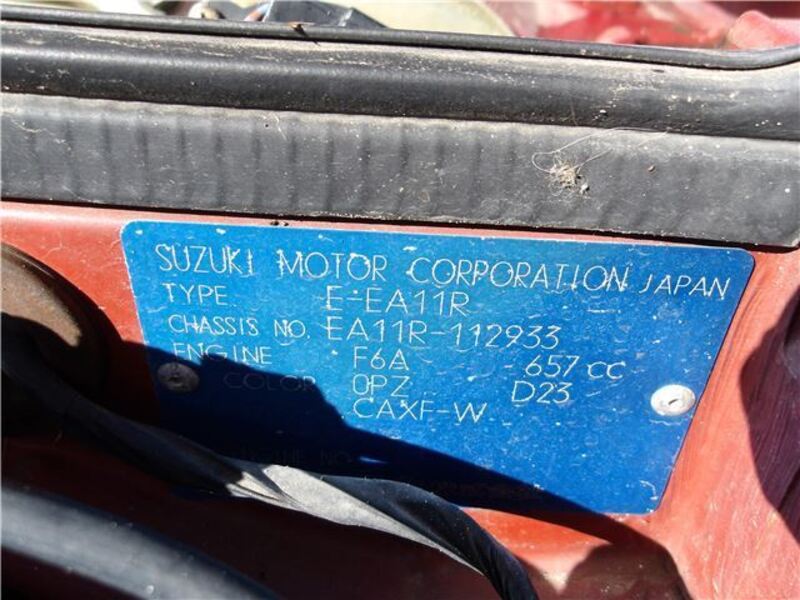 SUZUKI MOTOR CORPORATION JAPAN
TYPE E-EA11R
CHASSIS NO. EA11R-112933
ENGINE F6A 657 cc
COLOR 0PZ D23
CAXF-W